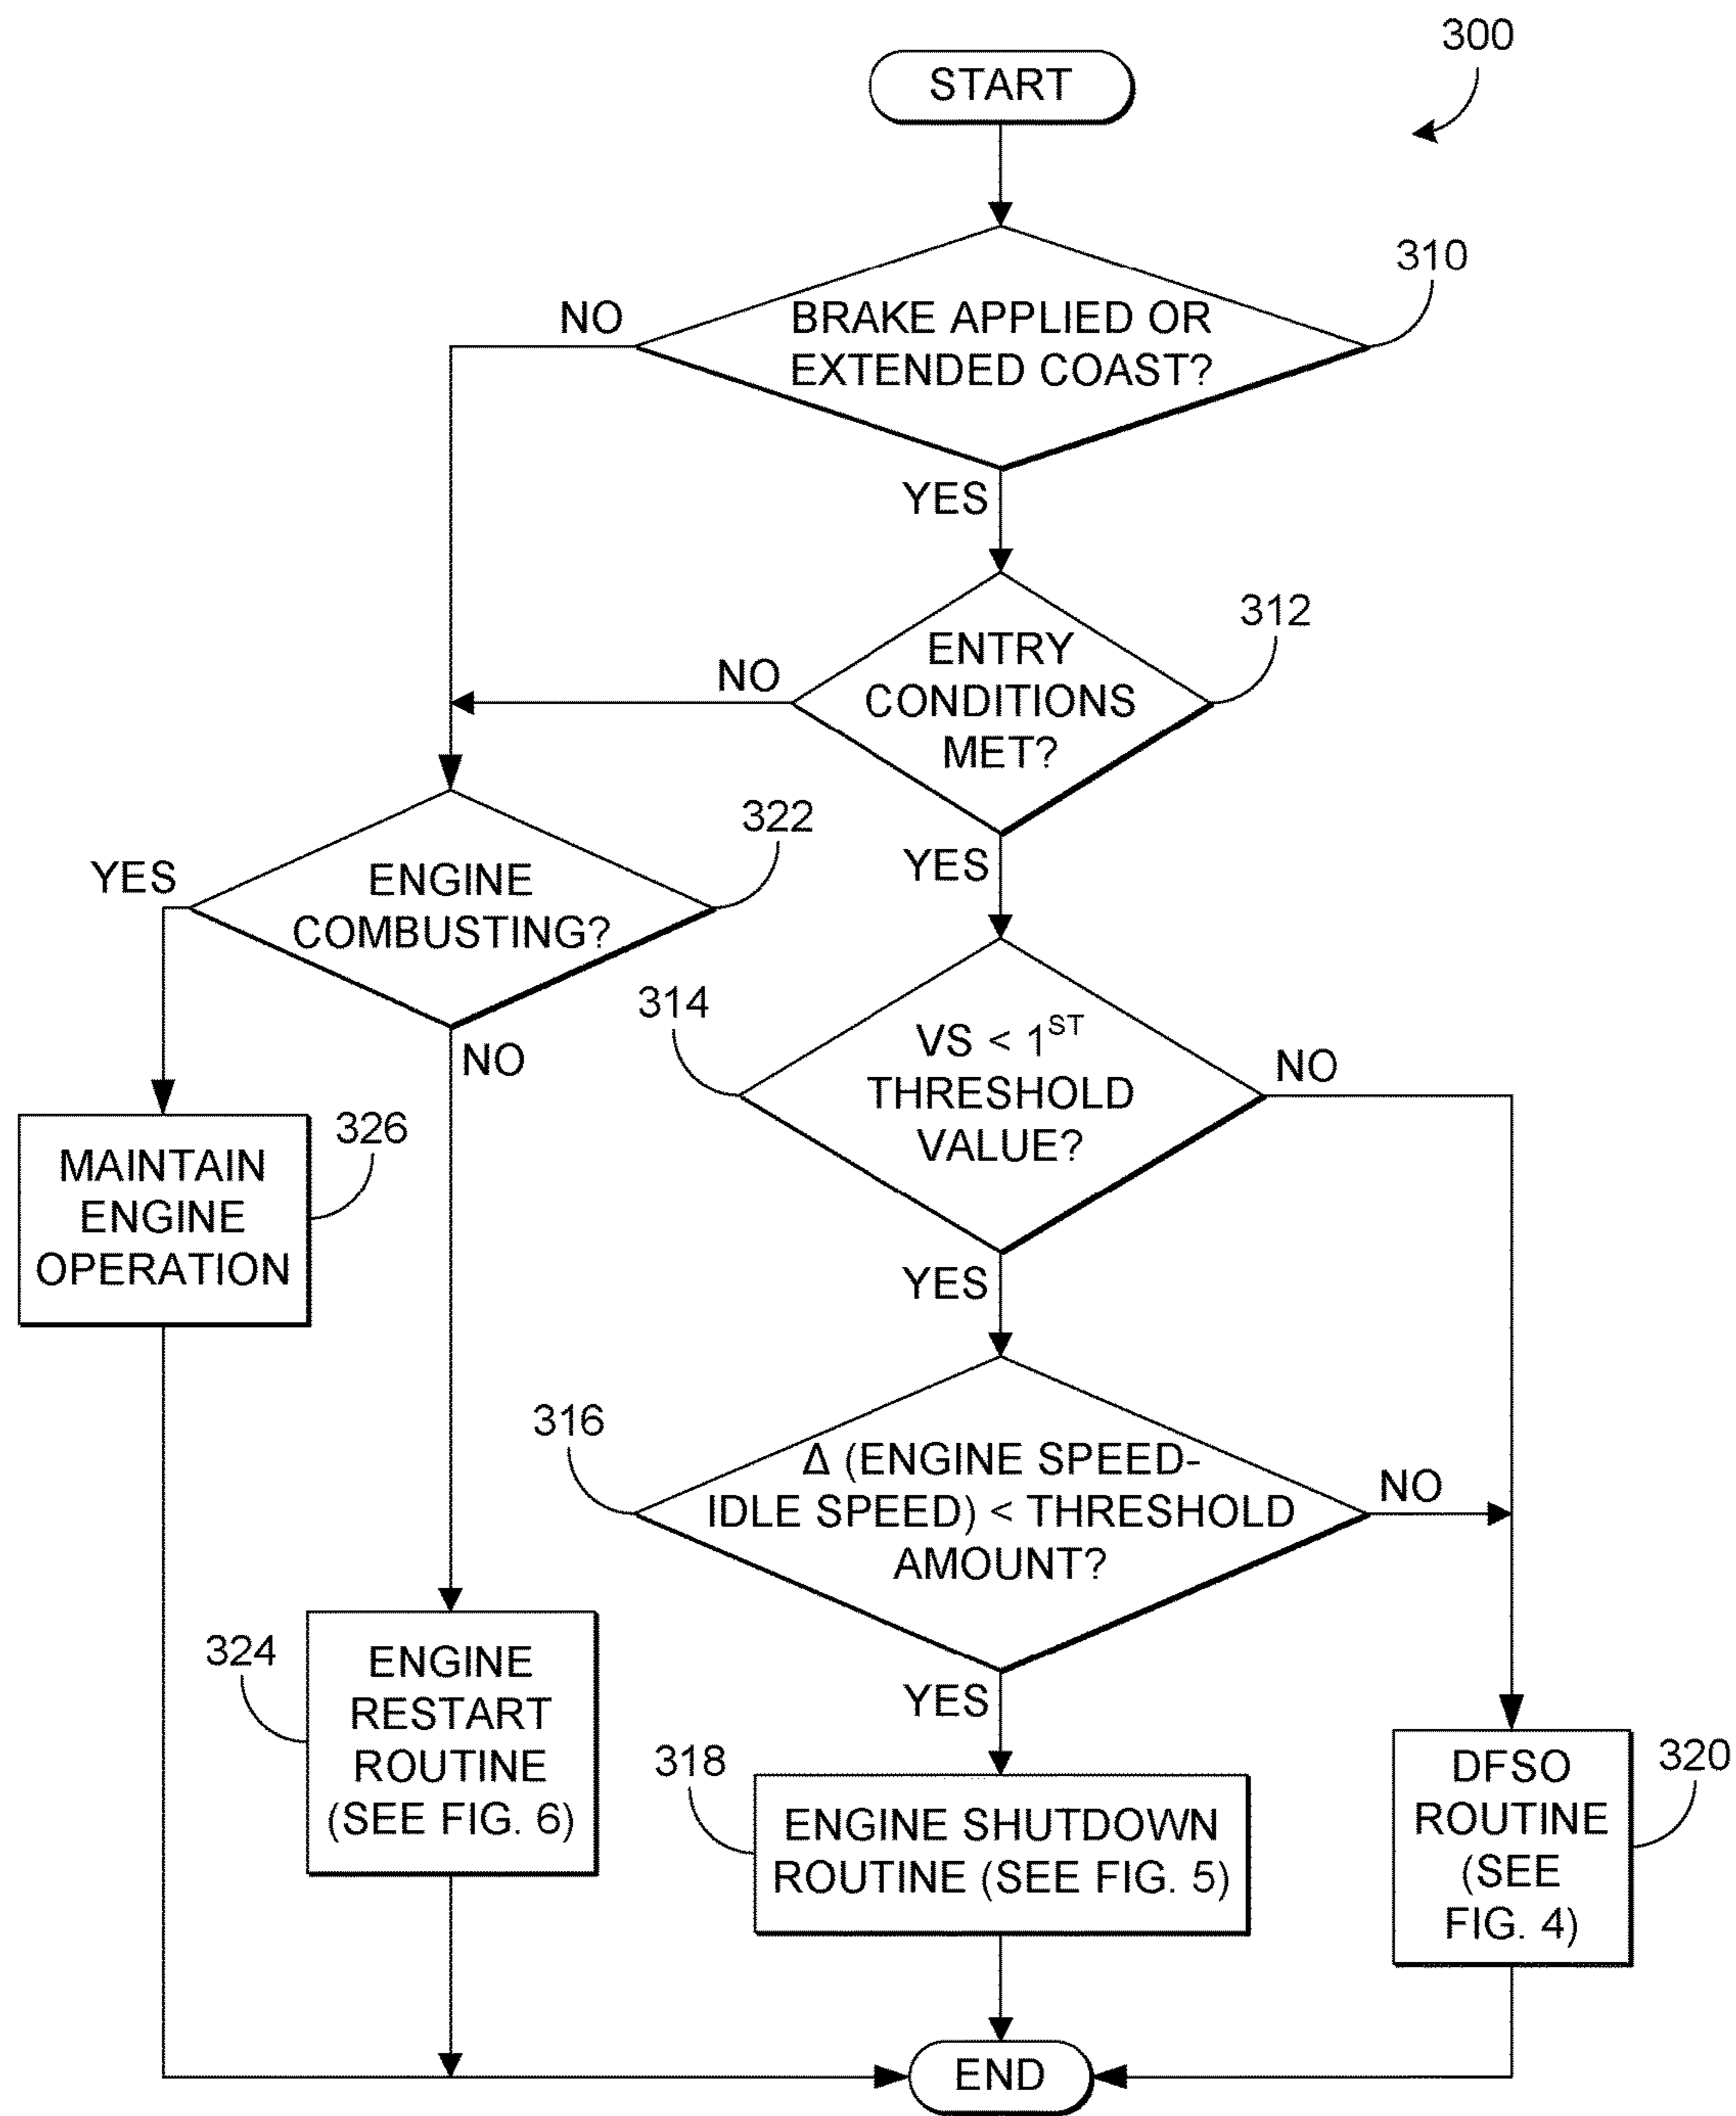 300
START
310
NO
BRAKE APPLIED OR
EXTENDED COAST?
YES
312
NO
ENTRY
CONDITIONS
MET?
YES
322
YES
ENGINE
COMBUSTING?
NO
314
VS < 1ST
THRESHOLD
VALUE?
NO
YES
326
MAINTAIN
ENGINE
OPERATION
316
Δ (ENGINE SPEED-
IDLE SPEED) < THRESHOLD
AMOUNT?
NO
YES
324
ENGINE
RESTART
ROUTINE
(SEE FIG. 6)
318
ENGINE SHUTDOWN
ROUTINE (SEE FIG. 5)
320
DFSO
ROUTINE
(SEE
FIG. 4)
END